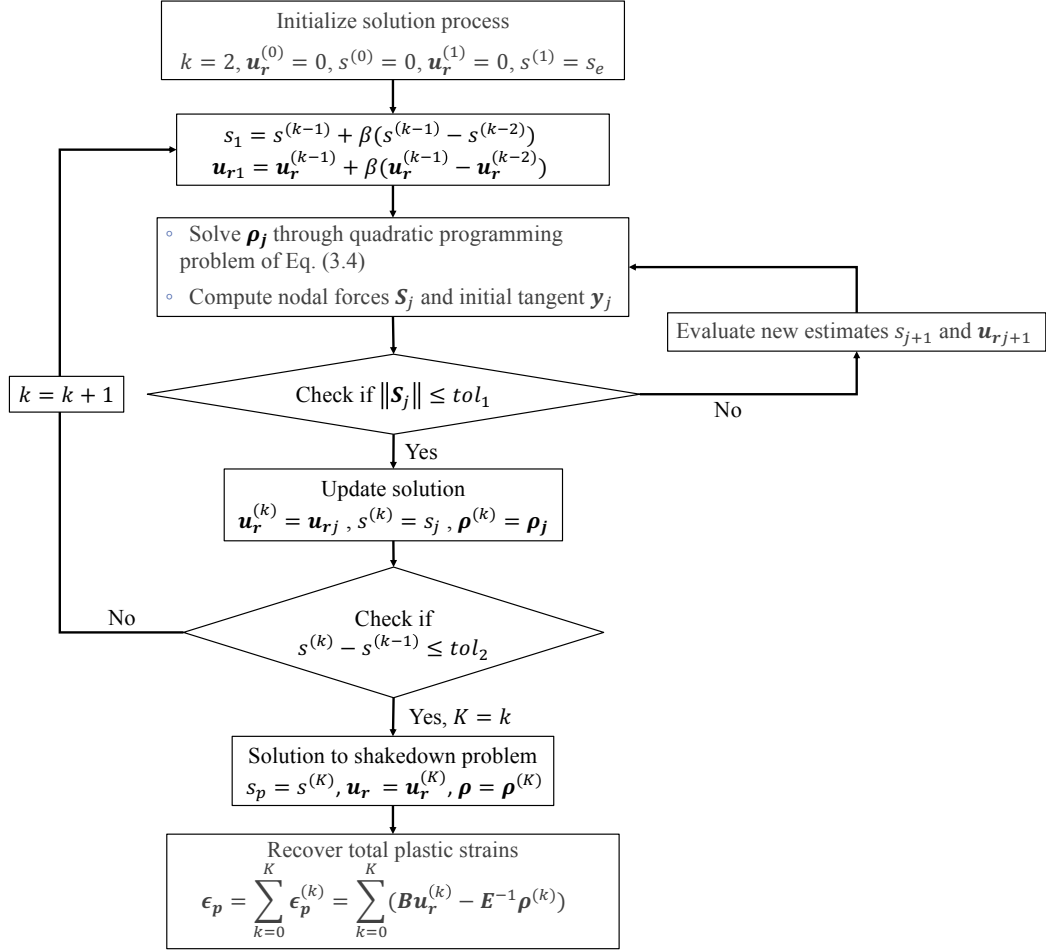 Initialize solution process
k = 2, u_r^(0) = 0, s^(0) = 0, u_r^(1) = 0, s^(1) = s_e
s_1 = s^(k−1) + β(s^(k−1) − s^(k−2))
u_r1 = u_r^(k−1) + β(u_r^(k−1) − u_r^(k−2))
◦ Solve ρ_j through quadratic programming
problem of Eq. (3.4)
◦ Compute nodal forces S_j and initial tangent y_j
Evaluate new estimates s_{j+1} and u_{rj+1}
k = k + 1
Check if ‖S_j‖ ≤ tol_1
No
Yes
Update solution
u_r^(k) = u_rj , s^(k) = s_j , ρ^(k) = ρ_j
No
Check if
s^(k) − s^(k−1) ≤ tol_2
Yes, K = k
Solution to shakedown problem
s_p = s^(K), u_r = u_r^(K), ρ = ρ^(K)
Recover total plastic strains
ϵ_p = ∑_{k=0}^{K} ϵ_p^(k) = ∑_{k=0}^{K} (Bu_r^(k) − E^−1 ρ^(k))